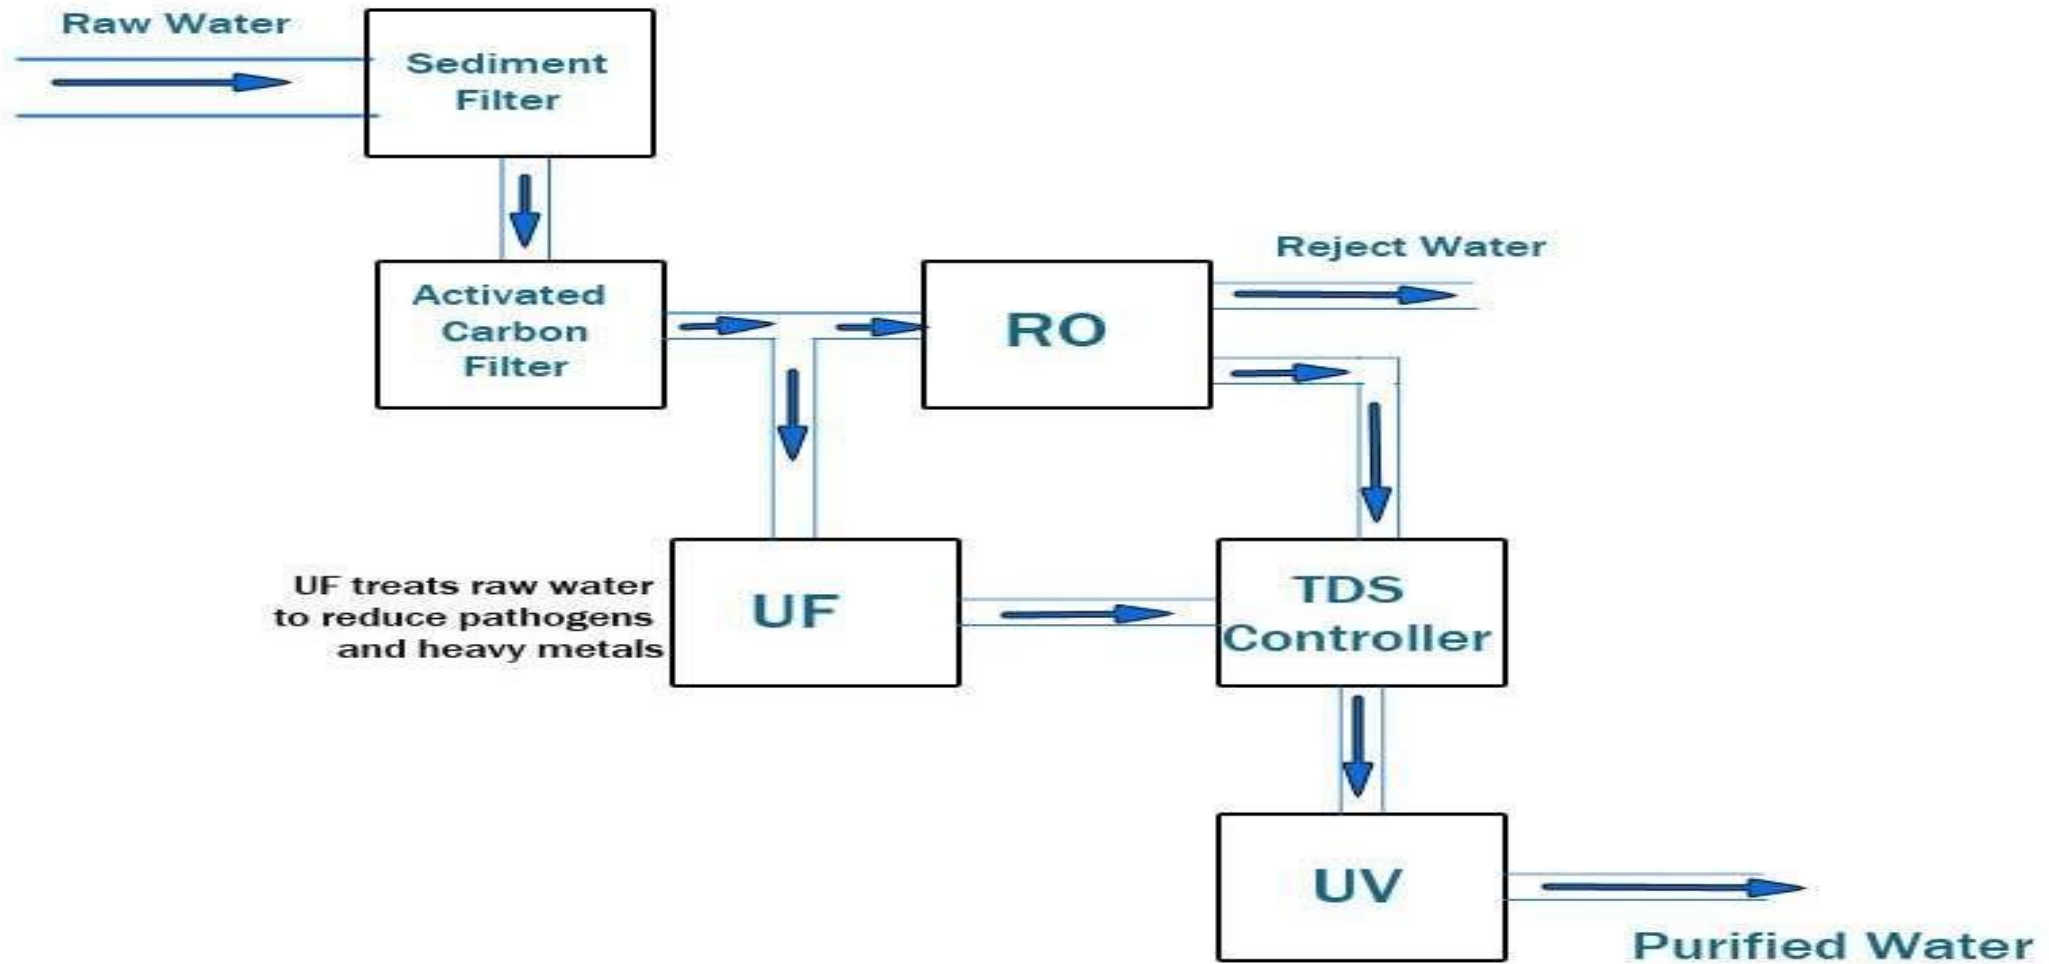 Raw Water
Sediment
Filter
Activated
Carbon
Filter
RO
Reject Water
UF treats raw water
to reduce pathogens
and heavy metals
UF
TDS
Controller
UV
Purified Water